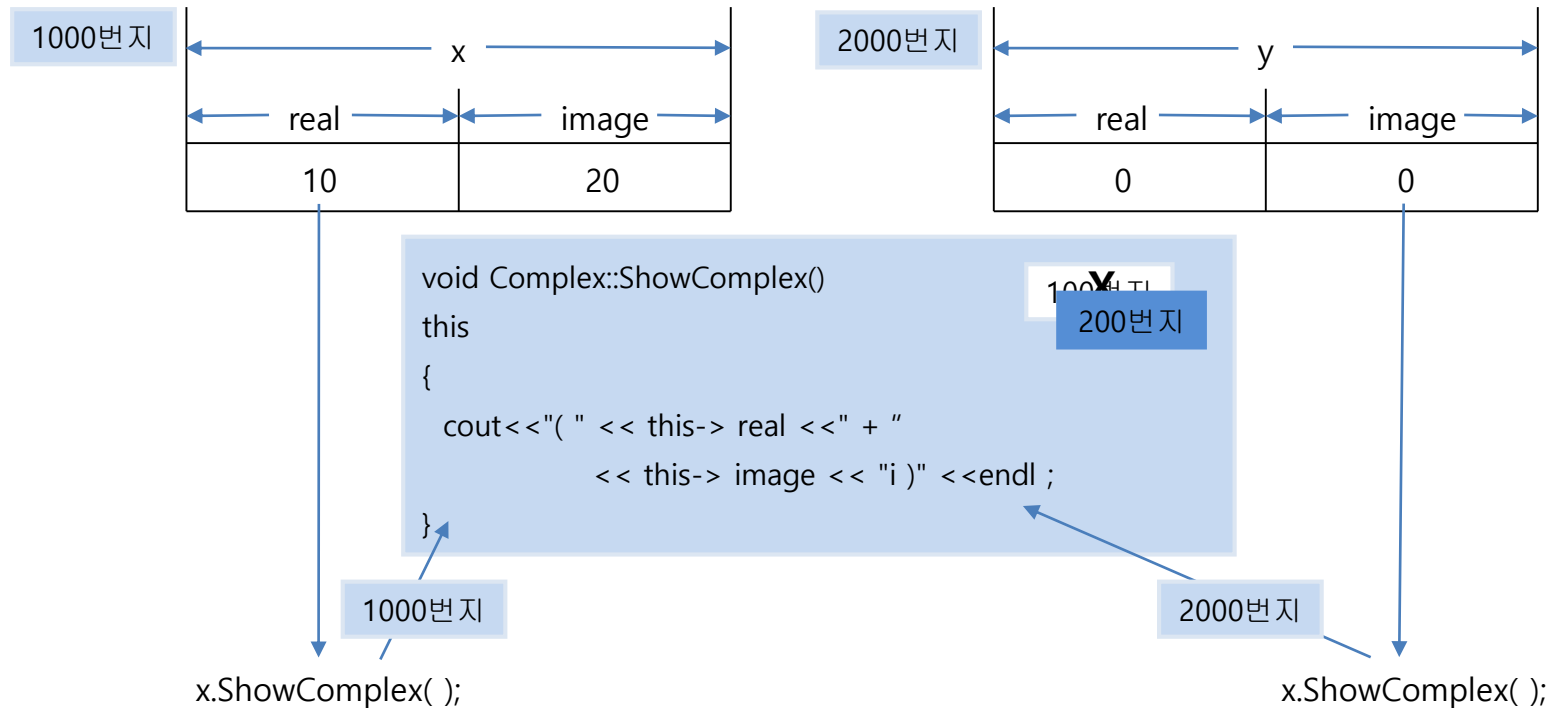 1000번지
x
real
image
10
20
2000번지
y
real
image
0
0
void Complex::ShowComplex()
200번지
this
{
cout<<"( " << this-> real <<" + “
<< this-> image << "i )" <<endl ;
}
1000번지
2000번지
x.ShowComplex( );
x.ShowComplex( );